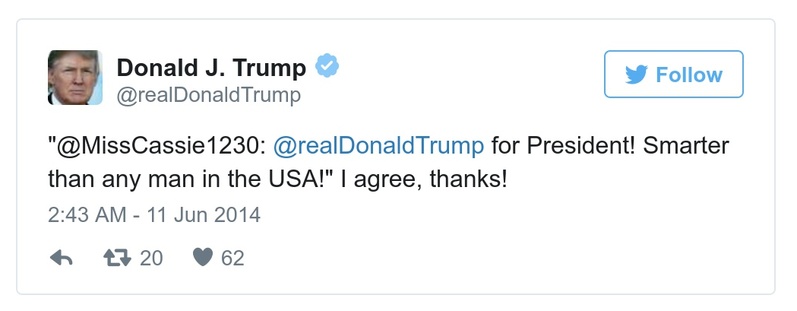 Donald J. Trump
@realDonaldTrump
Follow
"@MissCassie1230: @realDonaldTrump for President! Smarter
than any man in the USA!" I agree, thanks!
2:43 AM - 11 Jun 2014
20 62